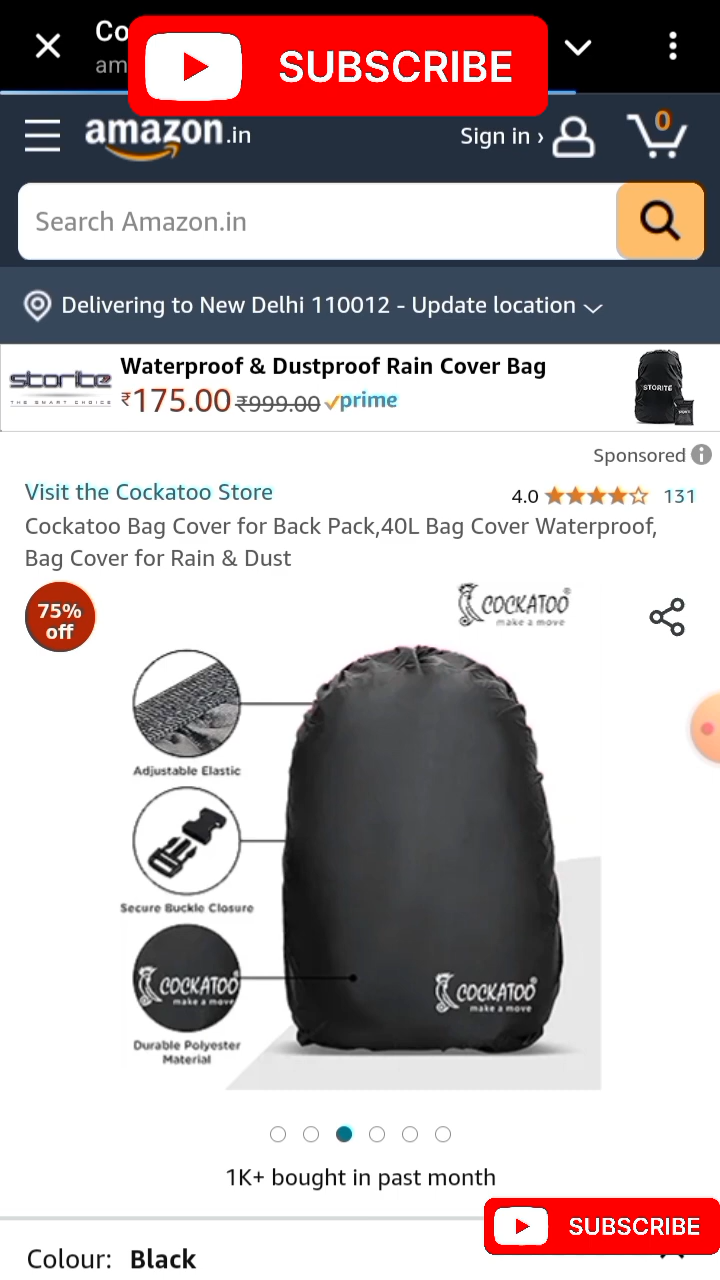 Co
am
SUBSCRIBE
amazon.in
Sign in ›
0
Search Amazon.in
Delivering to New Delhi 110012 - Update location
storite
THE SMART CHOICE
Waterproof & Dustproof Rain Cover Bag
₹175.00 ₹999.00 prime
STORITE
Sponsored
Visit the Cockatoo Store
4.0 131
Cockatoo Bag Cover for Back Pack,40L Bag Cover Waterproof,
Bag Cover for Rain & Dust
75%
off
COCKATOO®
make a move
Adjustable Elastic
Secure Buckle Closure
COCKATOO
make a move
COCKATOO®
make a move
Durable Polyester
Material
1K+ bought in past month
SUBSCRIBE
Colour: Black